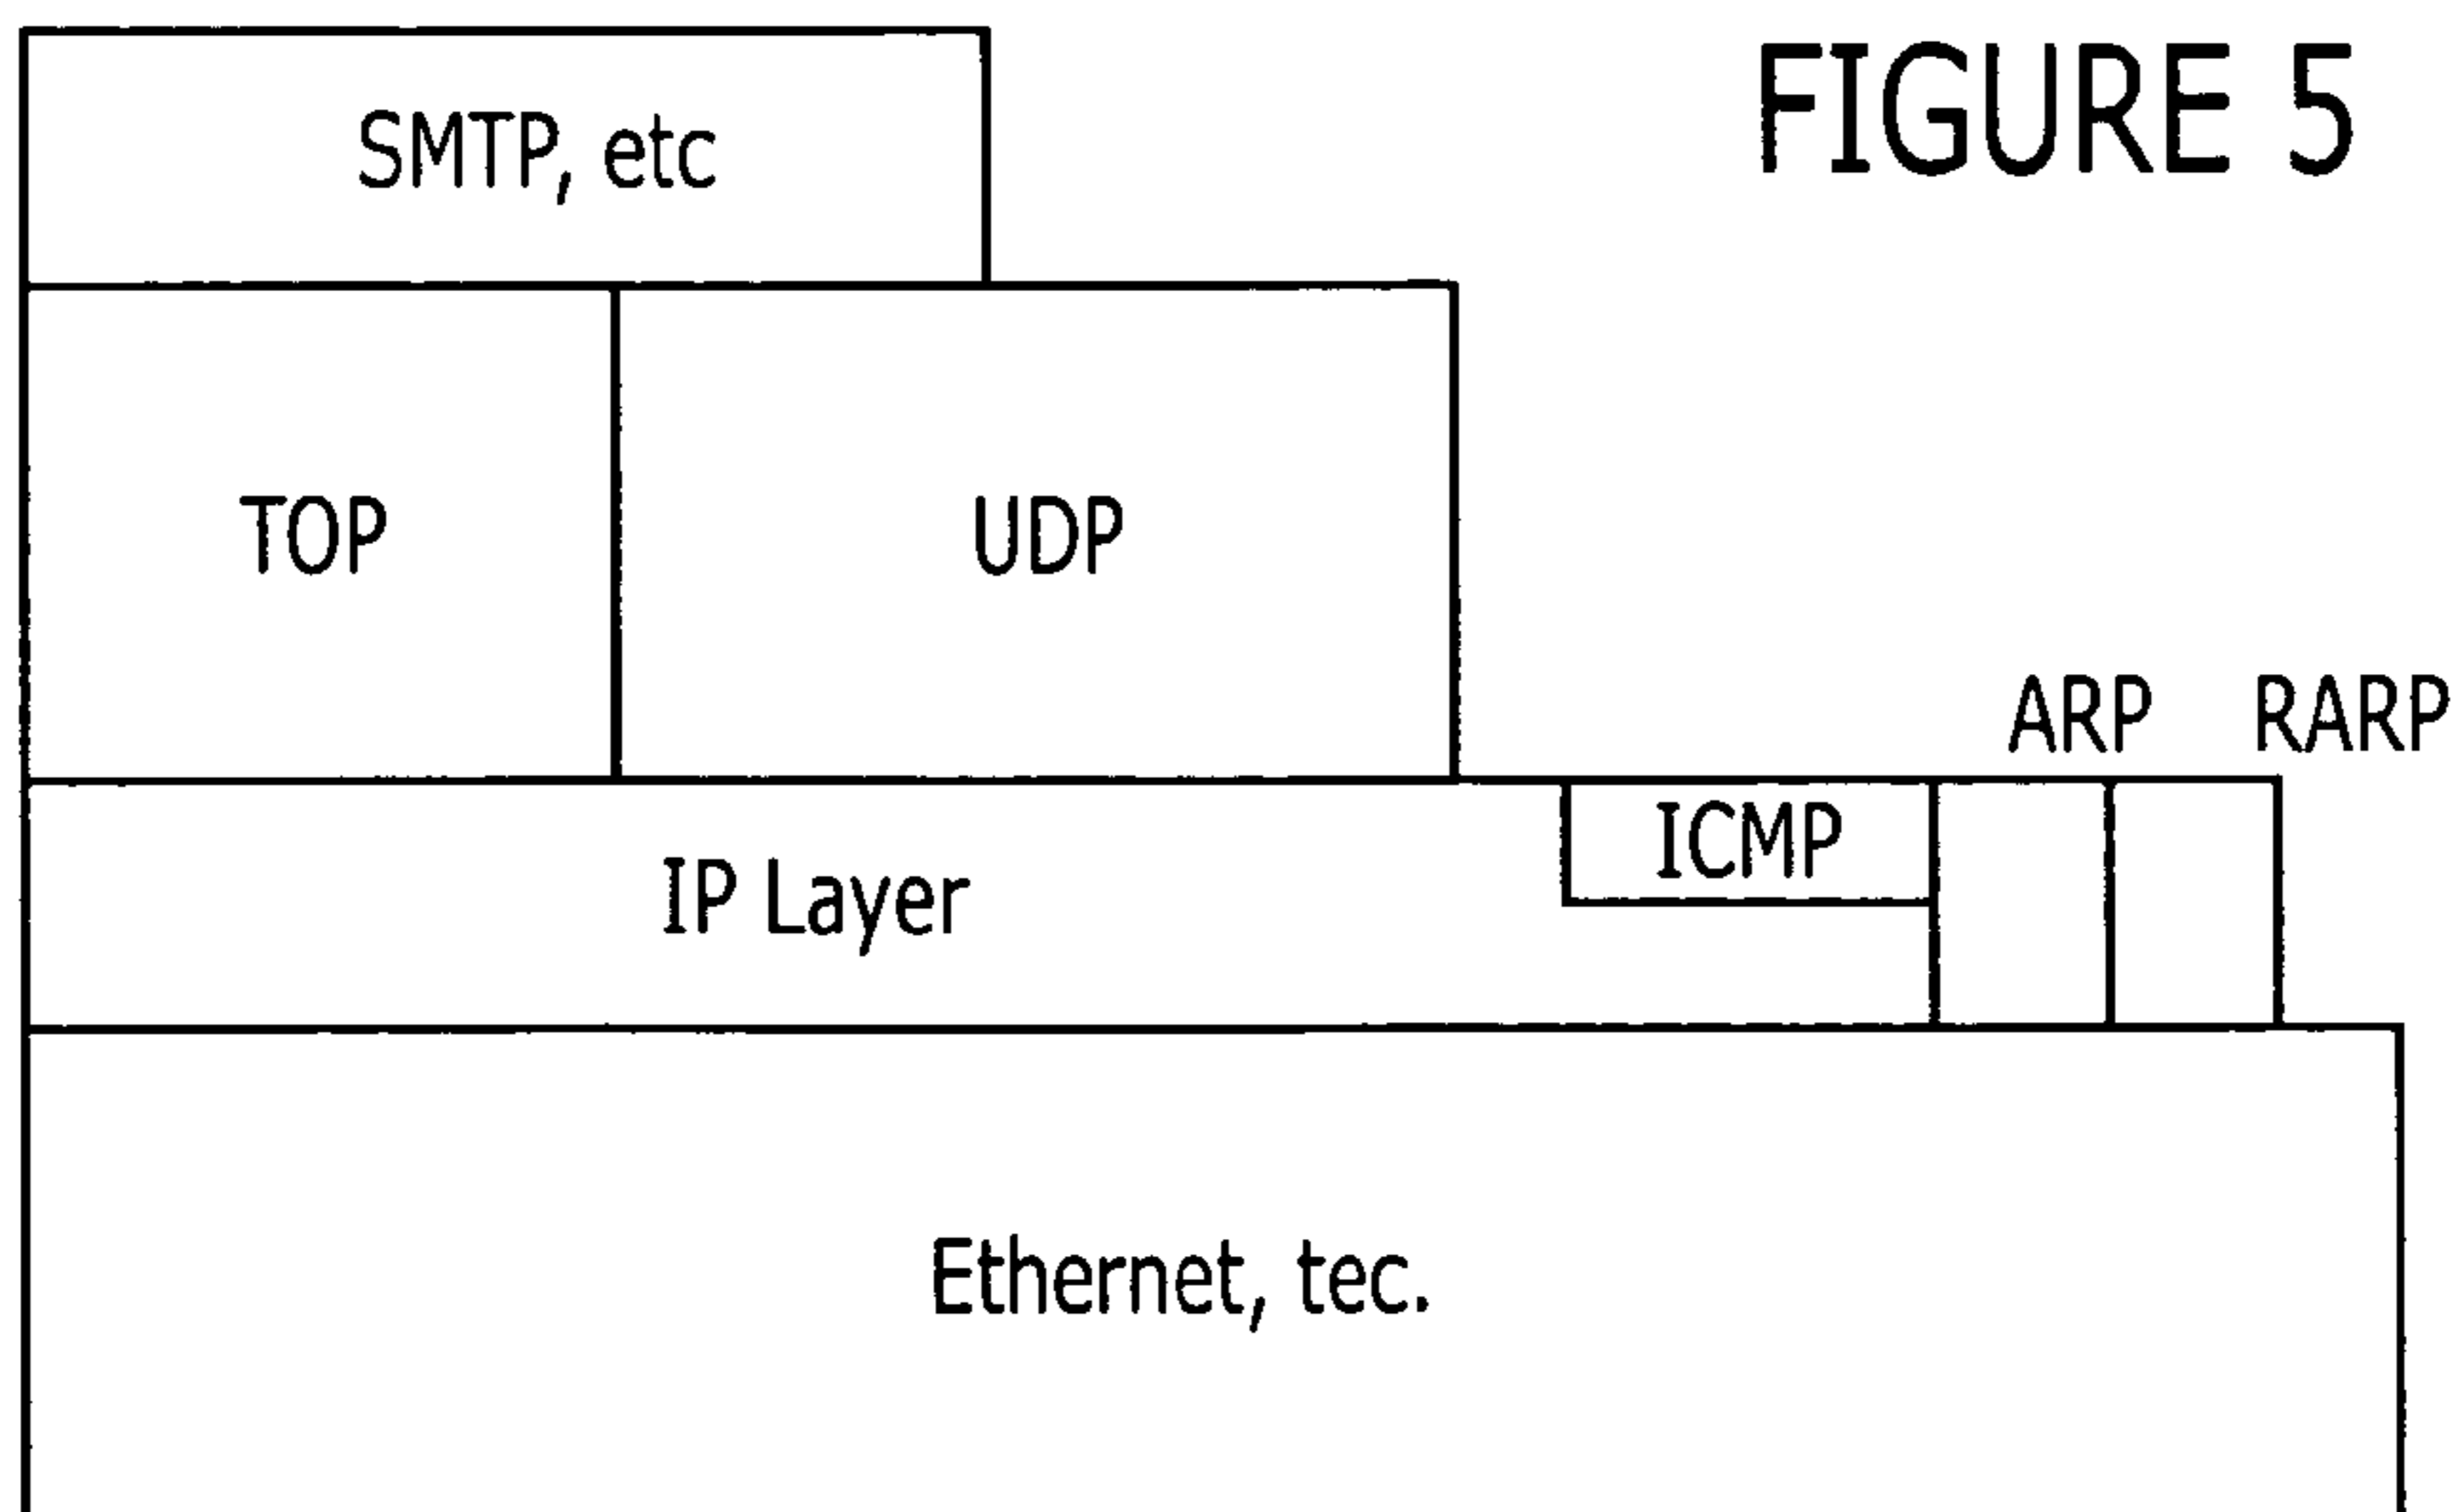 FIGURE 5
SMTP, etc
TOP
UDP
ARP
RARP
ICMP
IP Layer
Ethernet, tec.